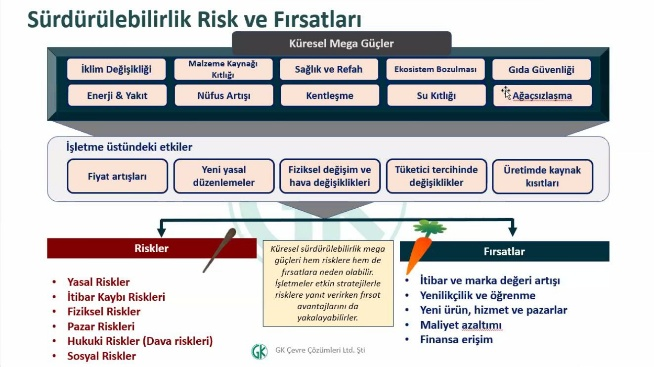 Sürdürülebilirlik Risk ve Fırsatları
Küresel Mega Güçler
İklim Değişikliği
Malzeme Kaynağı
Kıtlığı
Sağlık ve Refah
Ekosistem Bozulması
Gıda Güvenliği
Enerji & Yakıt
Nüfus Artışı
Kentleşme
Su Kıtlığı
Ağaçsızlaşma
İşletme üstündeki etkiler
Fiyat artışları
Yeni yasal
düzenlemeler
Fiziksel değişim ve
hava değişiklikleri
Tüketici tercihinde
değişiklikler
Üretimde kaynak
kısıtları
Riskler
Küresel sürdürülebilirlik mega
güçleri hem risklere hem de
fırsatlara neden olabilir.
İşletmeler etkin stratejilerle
risklere yanıt verirken fırsat
avantajlarını da
yakalayabilirler.
Fırsatlar
• Yasal Riskler
• İtibar Kaybı Riskleri
• Fiziksel Riskler
• Pazar Riskleri
• Hukuki Riskler (Dava riskleri)
• Sosyal Riskler
• İtibar ve marka değeri artışı
• Yenilikçilik ve öğrenme
• Yeni ürün, hizmet ve pazarlar
• Maliyet azaltımı
• Finansa erişim
GK Çevre Çözümleri Ltd. Şti
GK